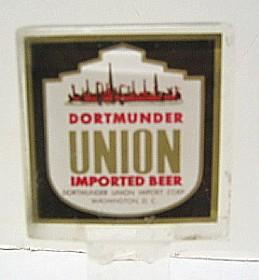 DORTMUNDER
UNION
IMPORTED BEER
DORTMUNDER UNION IMPORT CORP.
WASHINGTON, D. C.